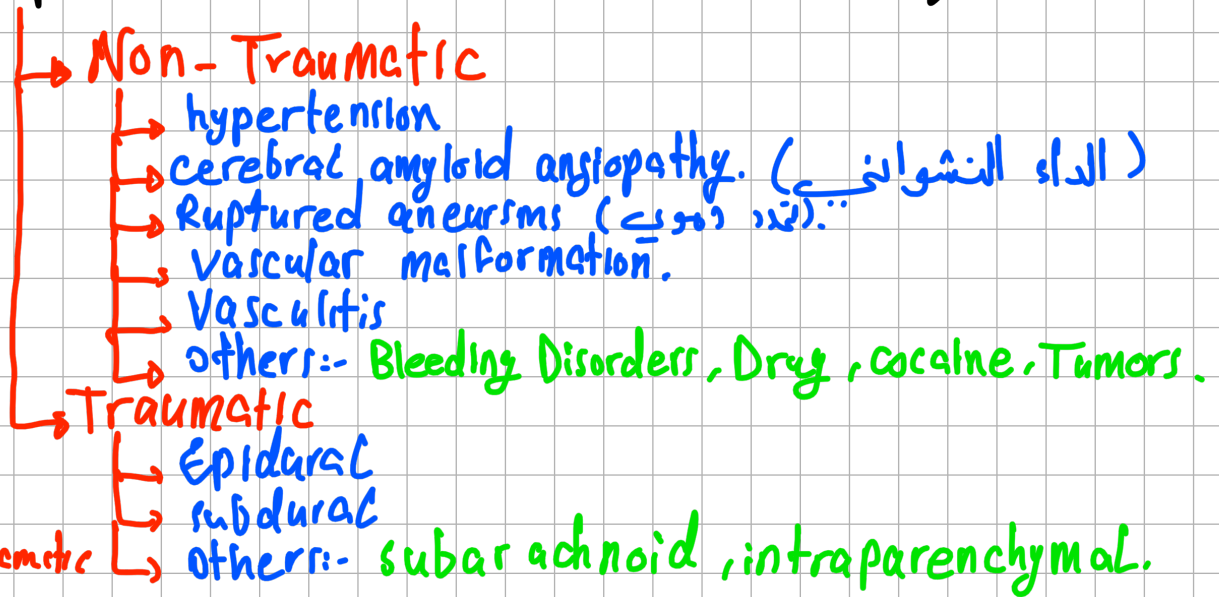 Non-Traumatic
hypertension
cerebral amyloid angiopathy. (الداء النشواني)
Ruptured aneursms (تمدد دموي).
vascular malformation.
Vasculitis
others:- Bleeding Disorders, Drug, cocaine, Tumors.
Traumatic
Epidural
subdural
others:- subarachnoid, intraparenchymal.